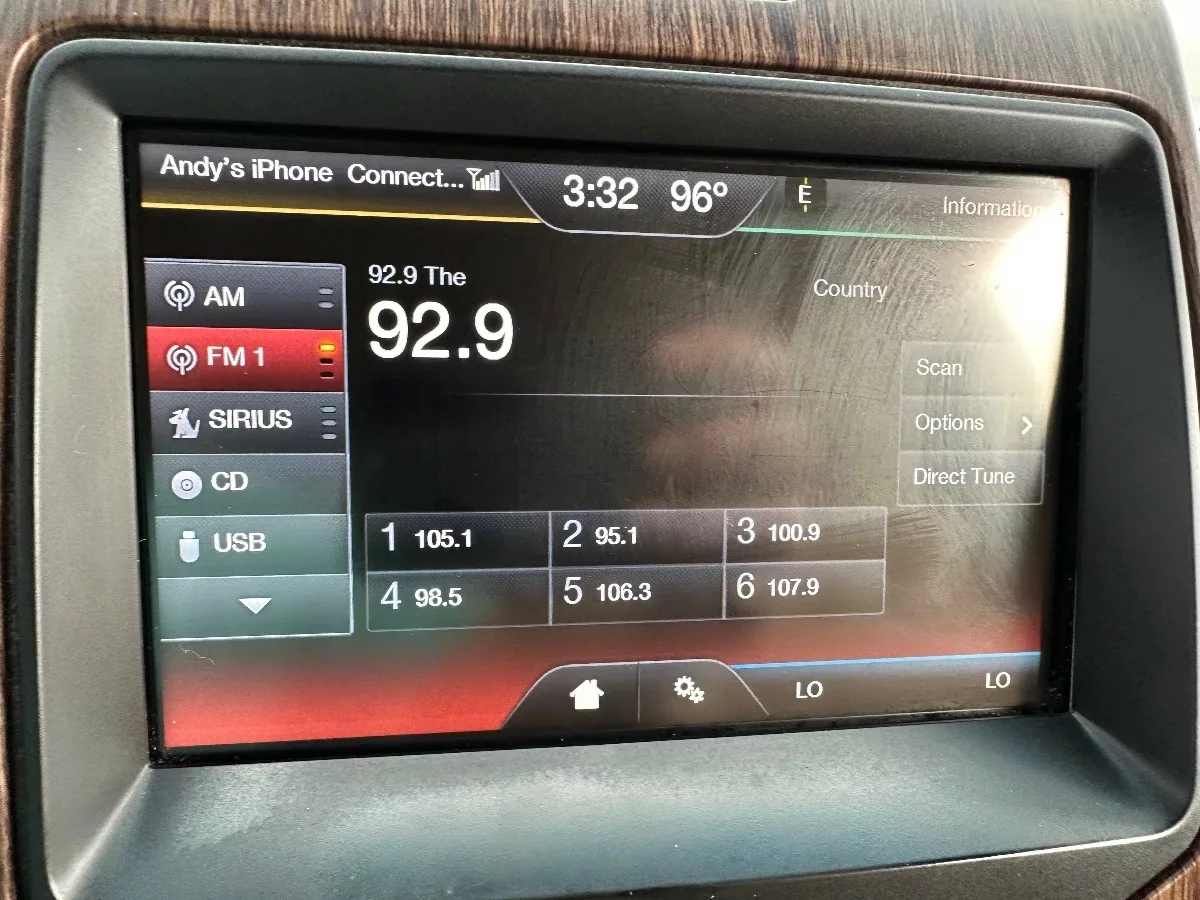 Andy's iPhone Connect... 3:32 96° E Information
AM
FM 1
SIRIUS
CD
USB
92.9 The
92.9
Country
Scan
Options
Direct Tune
1 105.1 2 95.1 3 100.9
4 98.5 5 106.3 6 107.9
LO LO